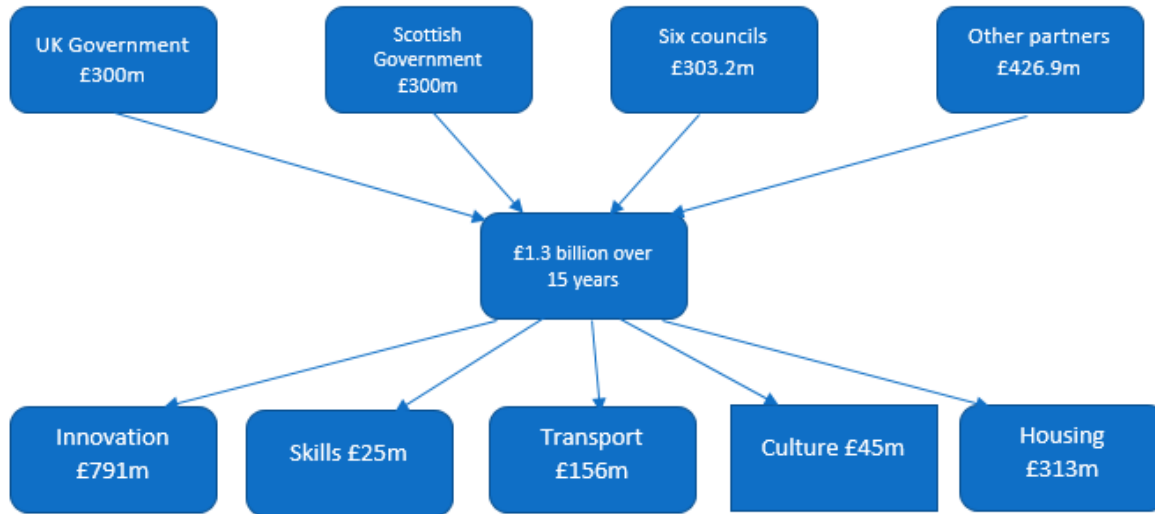 UK Government
£300m
Scottish
Government
£300m
Six councils
£303.2m
Other partners
£426.9m
£1.3 billion over
15 years
Innovation
£791m
Skills £25m
Transport
£156m
Culture £45m
Housing
£313m